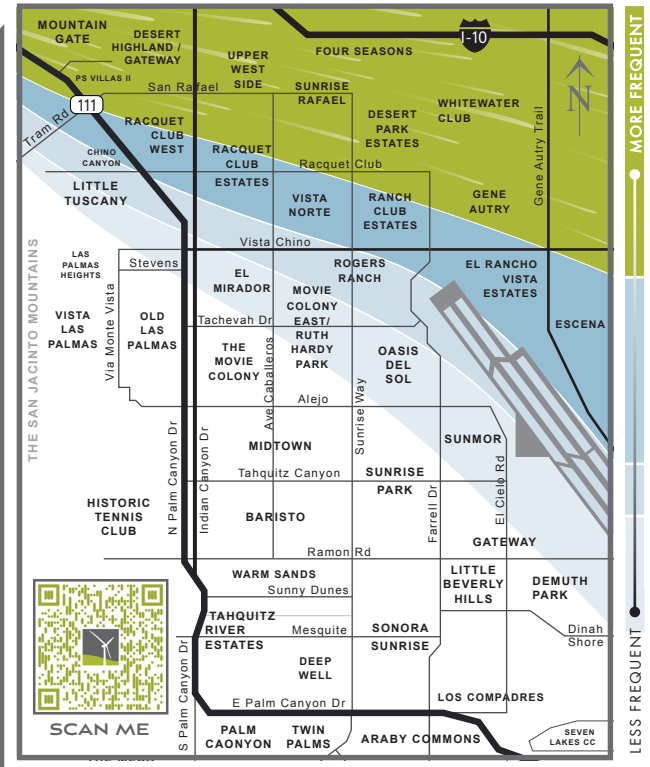 MOUNTAIN
GATE
DESERT
HIGHLAND /
GATEWAY
UPPER
WEST
SIDE
FOUR SEASONS
I-10
MORE FREQUENT
PS VILLAS II
San Rafael
SUNRISE
RAFAEL
N
111
Tram Rd
WHITEWATER
CLUB
DESERT
PARK
ESTATES
Gene Autry Trail
RACQUET
CLUB
WEST
CHINO
CANYON
RACQUET
CLUB
ESTATES
Racquet Club
LITTLE
TUSCANY
VISTA
NORTE
RANCH
CLUB
ESTATES
GENE
AUTRY
THE SAN JACINTO MOUNTAINS
Vista Chino
LAS
PALMAS
HEIGHTS
Stevens
EL
MIRADOR
ROGERS
RANCH
EL RANCHO
VISTA
ESTATES
Via Monte Vista
MOVIE
COLONY
EAST/
RUTH
HARDY
PARK
VISTA
LAS
PALMAS
OLD
LAS
PALMAS
Tachevah Dr
ESCENA
THE
MOVIE
COLONY
Ave Caballeros
OASIS
DEL
SOL
Sunrise Way
Alejo
N Palm Canyon Dr
Indian Canyon Dr
MIDTOWN
SUNMOR
Tahquitz Canyon
SUNRISE
PARK
El Cielo Rd
Farrell Dr
HISTORIC
TENNIS
CLUB
BARISTO
GATEWAY
Ramon Rd
WARM SANDS
Sunny Dunes
LITTLE
BEVERLY
HILLS
DEMUTH
PARK
TAHQUITZ
RIVER
ESTATES
Mesquite
SONORA
SUNRISE
Dinah
Shore
S Palm Canyon Dr
DEEP
WELL
E Palm Canyon Dr
LOS COMPADRES
SCAN ME
PALM
CAONYON
TWIN
PALMS
ARABY COMMONS
SEVEN
LAKES CC
LESS FREQUENT